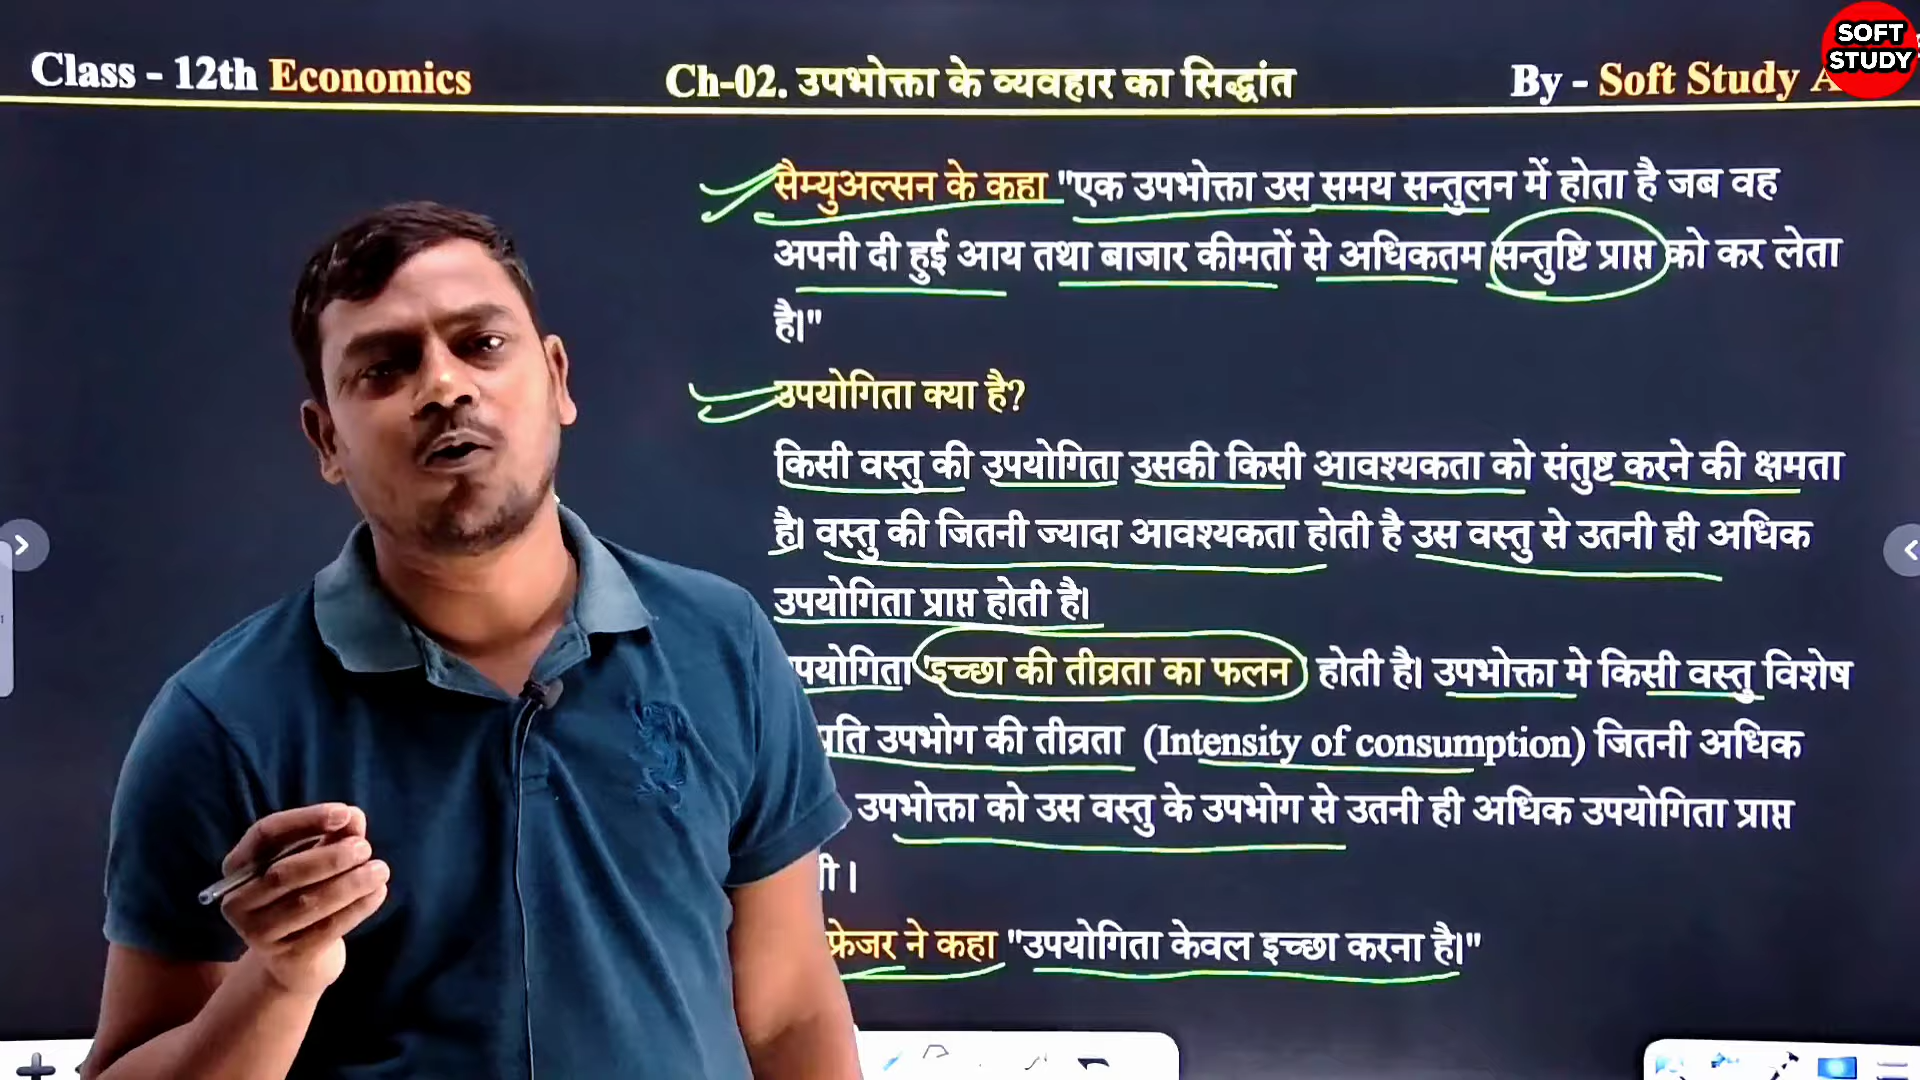 SOFT
STUDY
Class - 12th Economics
Ch-02. उपभोक्ता के व्यवहार का सिद्धांत
By - Soft Study A
सैम्युअल्सन के कहा "एक उपभोक्ता उस समय सन्तुलन में होता है जब वह
अपनी दी हुई आय तथा बाजार कीमतों से अधिकतम सन्तुष्टि प्राप्त को कर लेता
है।"
उपयोगिता क्या है?
किसी वस्तु की उपयोगिता उसकी किसी आवश्यकता को संतुष्ट करने की क्षमता
है। वस्तु की जितनी ज्यादा आवश्यकता होती है उस वस्तु से उतनी ही अधिक
उपयोगिता प्राप्त होती है।
पयोगिता 'इच्छा की तीव्रता का फलन' होती है। उपभोक्ता मे किसी वस्तु विशेष
प्रति उपभोग की तीव्रता (Intensity of consumption) जितनी अधिक
उपभोक्ता को उस वस्तु के उपभोग से उतनी ही अधिक उपयोगिता प्राप्त
गी ।
फ्रेजर ने कहा "उपयोगिता केवल इच्छा करना है।"